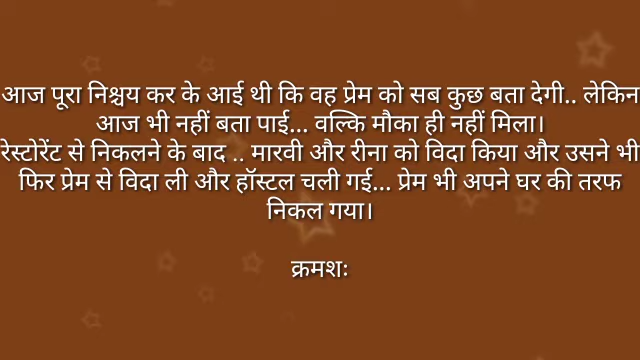 आज पूरा निश्चय कर के आई थी कि वह प्रेम को सब कुछ बता देगी.. लेकिन
आज भी नहीं बता पाई... वल्कि मौका ही नहीं मिला।
रेस्टोरेंट से निकलने के बाद .. मारवी और रीना को विदा किया और उसने भी
फिर प्रेम से विदा ली और हॉस्टल चली गई... प्रेम भी अपने घर की तरफ
निकल गया।
क्रमशः